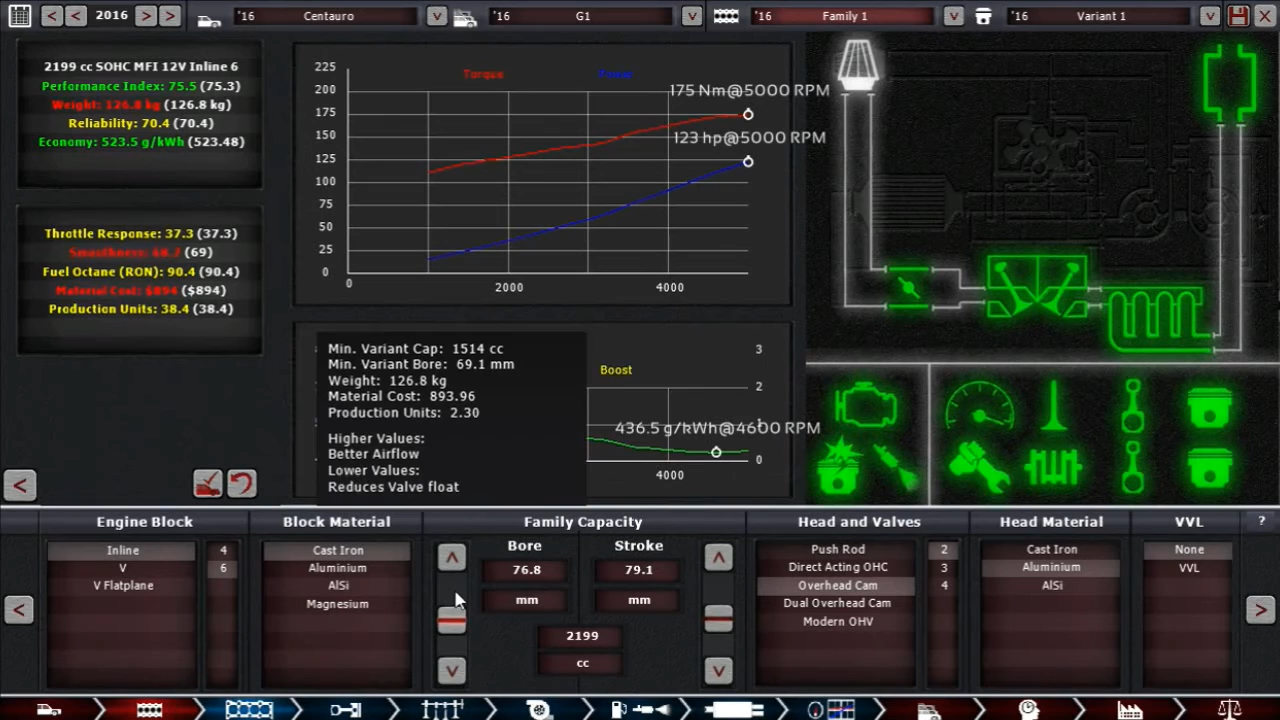 2016
'16 Centauro
'16 G1
'16 Family 1
'16 Variant 1
2199 cc SOHC MFI 12V Inline 6
Performance Index: 75.5 (75.3)
Weight: 126.8 kg (126.8 kg)
Reliability: 70.4 (70.4)
Economy: 523.5 g/kWh (523.48)
Throttle Response: 37.3 (37.3)
Smoothness: 68.7 (69)
Fuel Octane (RON): 90.4 (90.4)
Material Cost: $894 ($894)
Production Units: 38.4 (38.4)
225
200
175
150
125
100
75
50
25
0
Torque
Power
175 Nm@5000 RPM
123 hp@5000 RPM
0
2000
4000
Min. Variant Cap: 1514 cc
Min. Variant Bore: 69.1 mm
Weight: 126.8 kg
Material Cost: 893.96
Production Units: 2.30
Higher Values:
Better Airflow
Lower Values:
Reduces Valve float
Boost
3
2
1
0
436.5 g/kWh@4600 RPM
4000
Engine Block
Inline
V
V Flatplane
4
6
Block Material
Cast Iron
Aluminium
AlSi
Magnesium
Family Capacity
Bore
76.8
mm
Stroke
79.1
mm
2199
cc
Head and Valves
Push Rod
Direct Acting OHC
Overhead Cam
Dual Overhead Cam
Modern OHV
2
3
4
Head Material
Cast Iron
Aluminium
AlSi
VVL
None
VVL
?